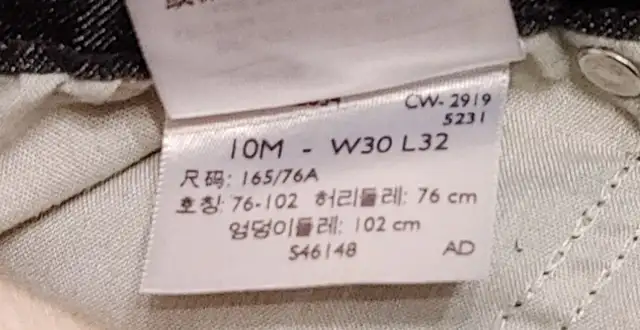 CW-2919
5231
10M - W30 L32
尺码: 165/76A
호칭: 76-102 허리둘레: 76 cm
엉덩이둘레: 102 cm
S46148 AD